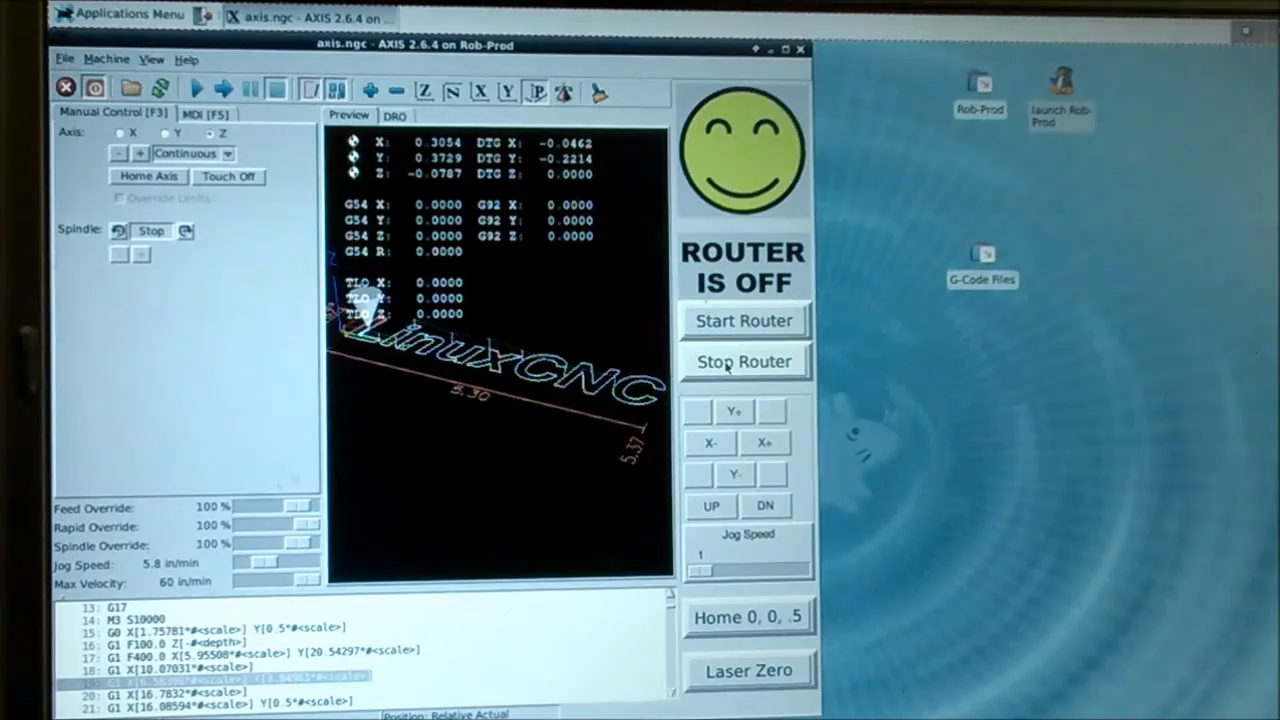 Applications Menu
axis.ngc - AXIS 2.6.4 on ...
axis.ngc - AXIS 2.6.4 on Rob-Prod
File Machine View Help
Manual Control [F3] MDI [F5]
Axis: X Y Z
- + Continuous
Home Axis Touch Off
Override Limits
Spindle: Stop
Feed Override: 100 %
Rapid Override: 100 %
Spindle Override: 100 %
Jog Speed: 5.8 in/min
Max Velocity: 60 in/min
Preview DRO
X: 0.3054 DTG X: -0.0462
Y: 0.3729 DTG Y: -0.2214
Z: -0.0787 DTG Z: 0.0000
G54 X: 0.0000 G92 X: 0.0000
G54 Y: 0.0000 G92 Y: 0.0000
G54 Z: 0.0000 G92 Z: 0.0000
G54 R: 0.0000
TLO X: 0.0000
TLO Y: 0.0000
TLO Z: 0.0000
LinuxCNC
5.30
5.37
ROUTER
IS OFF
Start Router
Stop Router
Y+
X- X+
Y-
UP DN
Jog Speed
1
Home 0, 0, .5
Laser Zero
13: G17
14: M3 S10000
15: G0 X[1.75781*#<scale>] Y[0.5*#<scale>]
16: G1 F100.0 Z[-#<depth>]
17: G1 F400.0 X[5.95508*#<scale>] Y[20.54297*#<scale>]
18: G1 X[10.07031*#<scale>]
20: G1 X[16.7832*#<scale>]
21: G1 X[16.08594*#<scale>] Y[0.5*#<scale>]
Position: Relative Actual
Rob-Prod
launch Rob-
Prod
G-Code Files